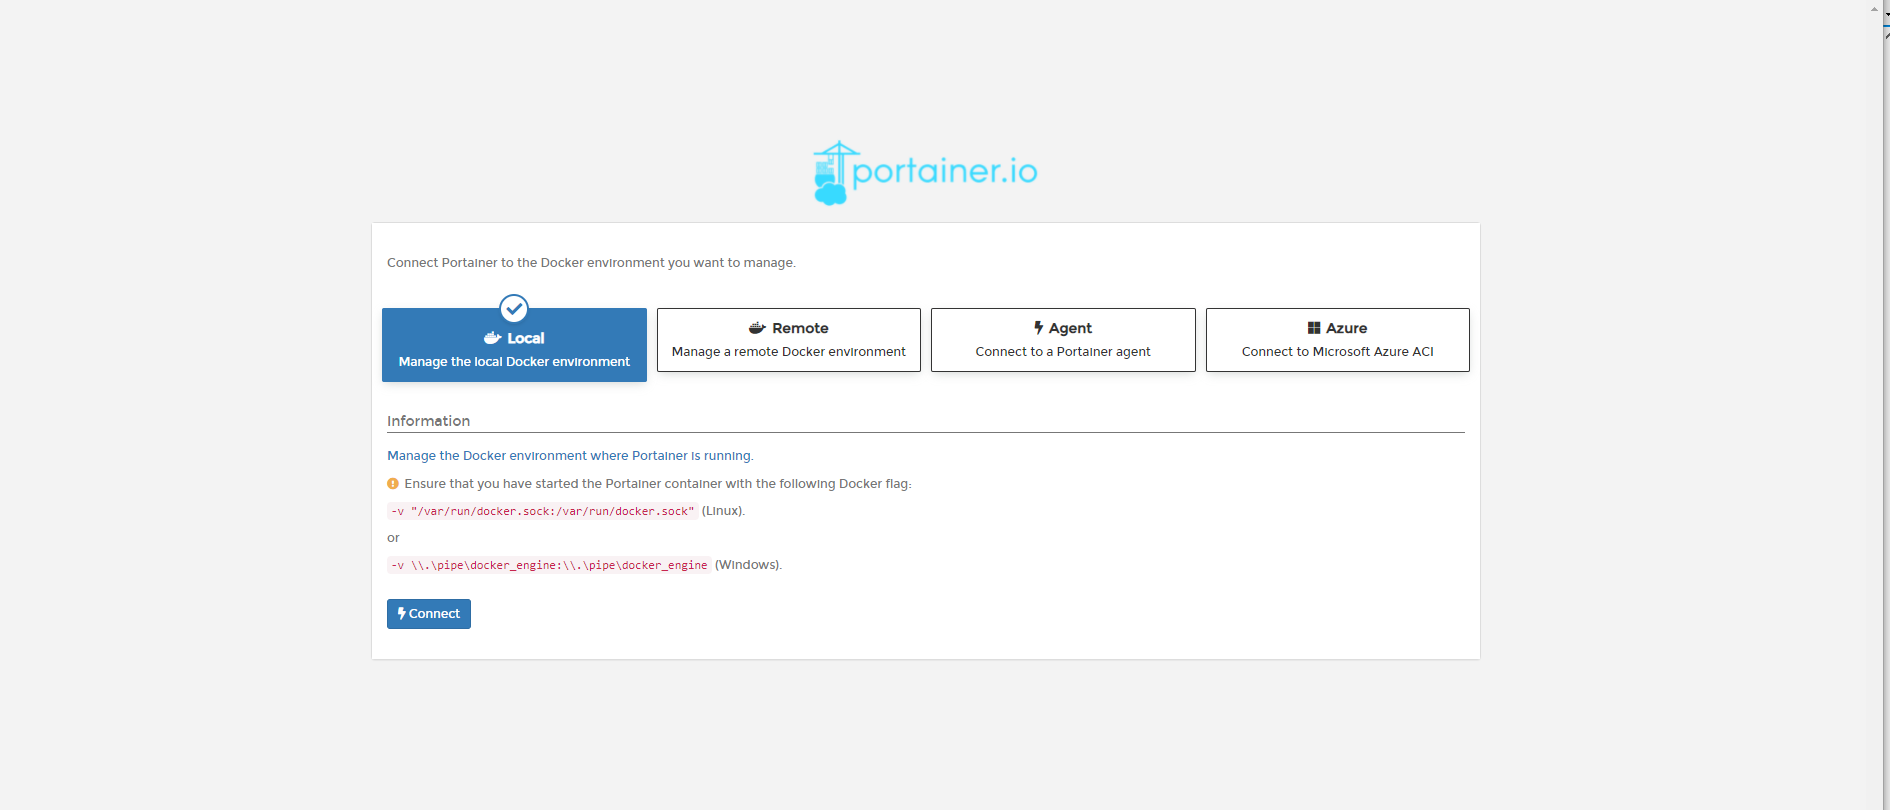 portainer.io
Connect Portainer to the Docker environment you want to manage.
Local
Manage the local Docker environment
Remote
Manage a remote Docker environment
Agent
Connect to a Portainer agent
Azure
Connect to Microsoft Azure ACI
Information
Manage the Docker environment where Portainer is running.
Ensure that you have started the Portainer container with the following Docker flag:
-v "/var/run/docker.sock:/var/run/docker.sock" (Linux).
or
-v \\.\pipe\docker_engine:\\.\pipe\docker_engine (Windows).
Connect